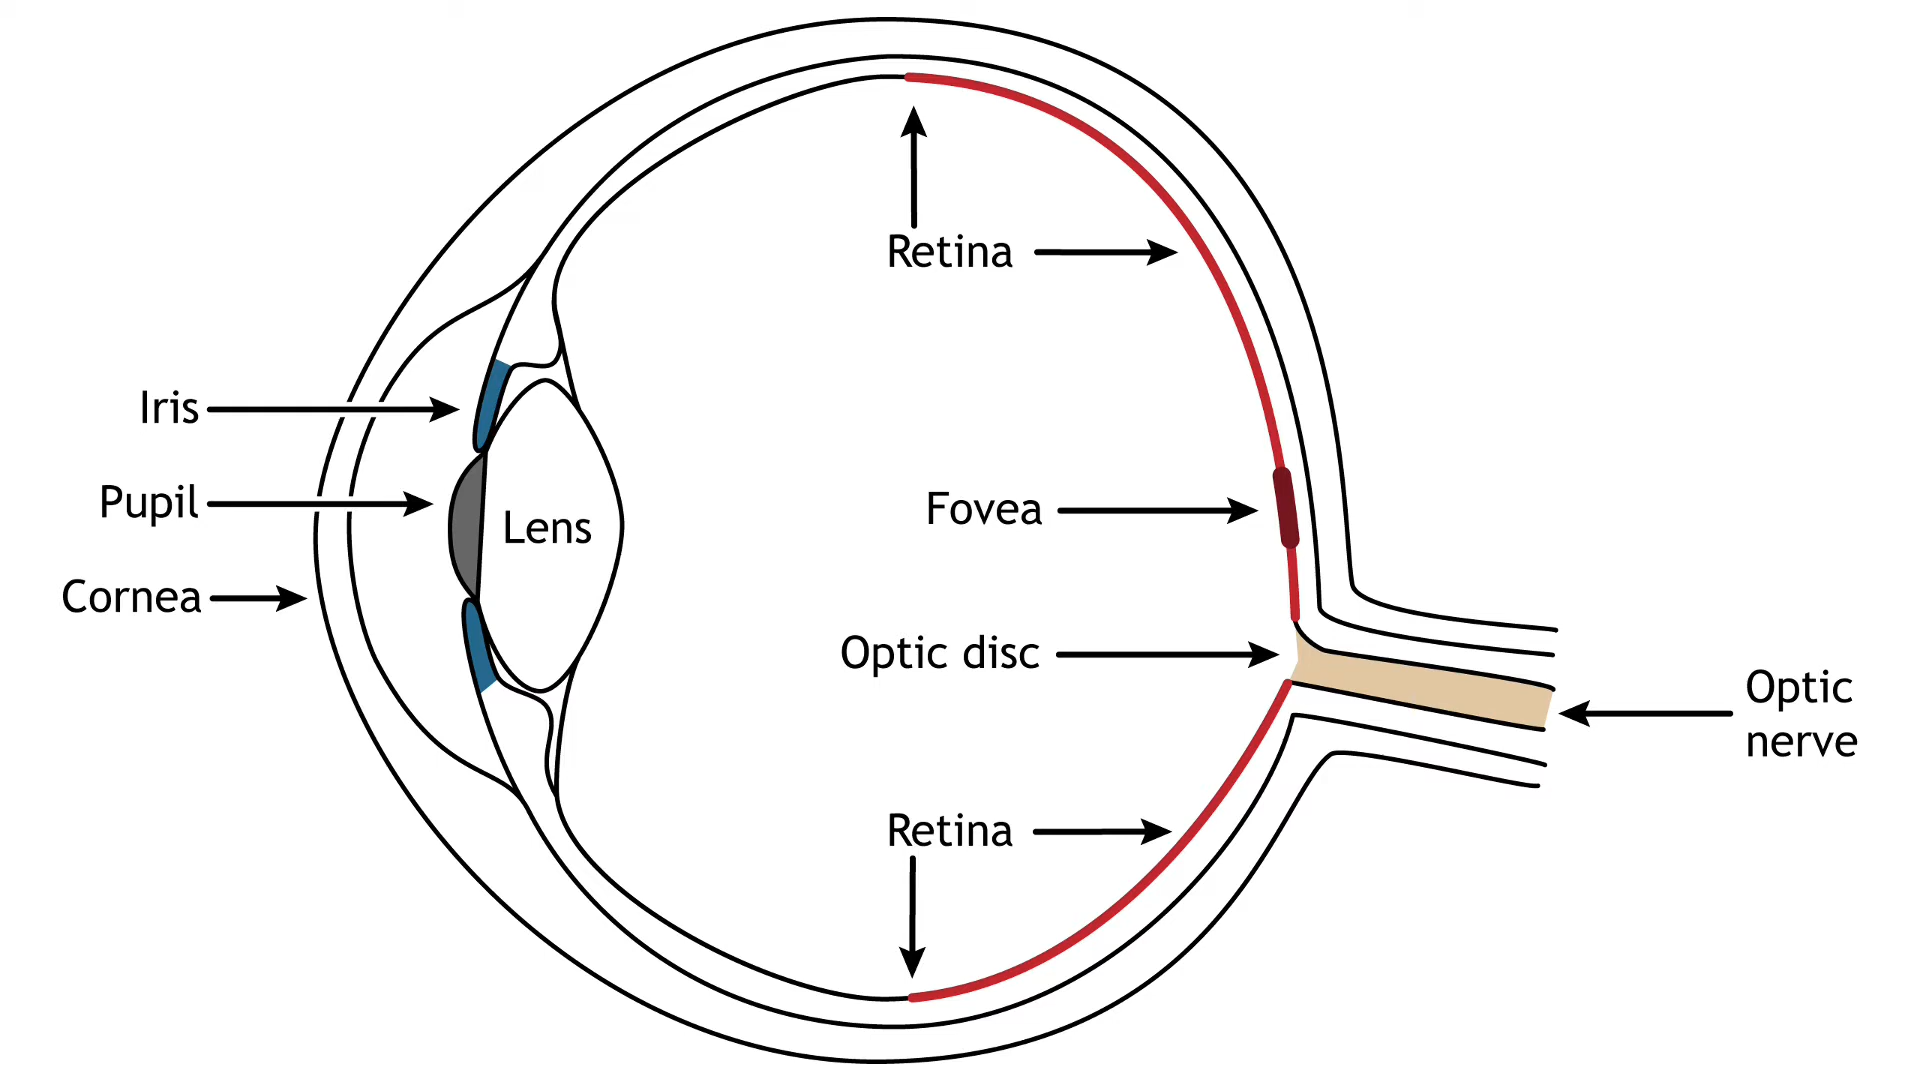 Retina
Iris
Pupil
Lens
Fovea
Cornea
Optic disc
Optic
nerve
Retina